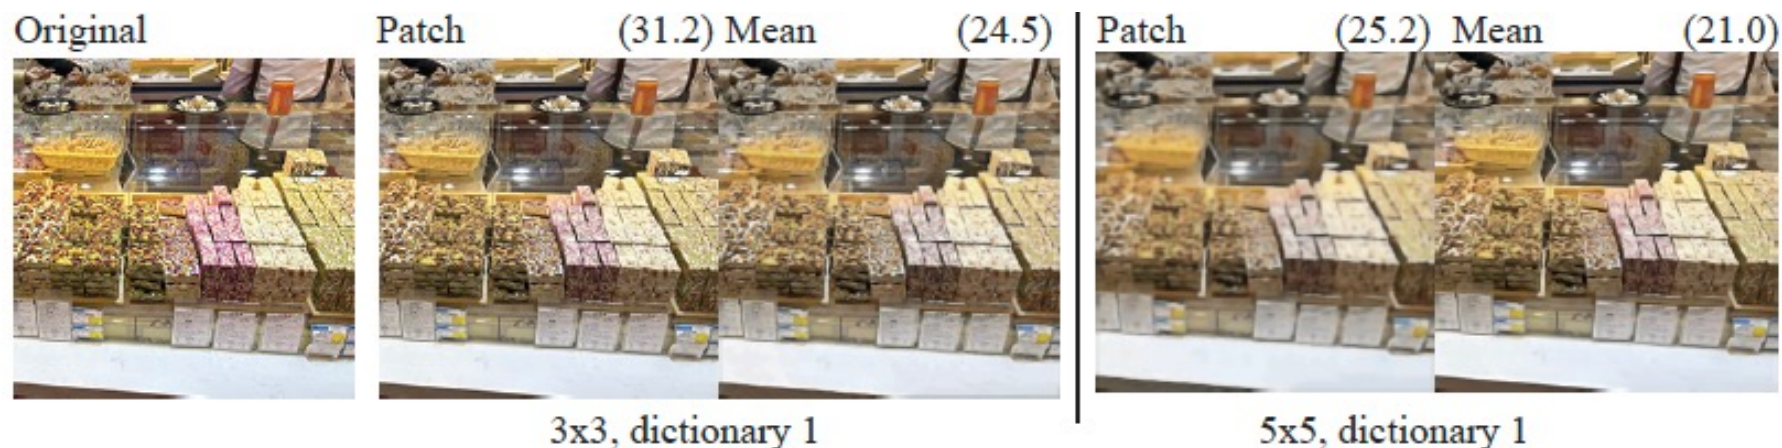 Original
Patch (31.2) Mean (24.5)
Patch (25.2) Mean (21.0)
3x3, dictionary 1
5x5, dictionary 1